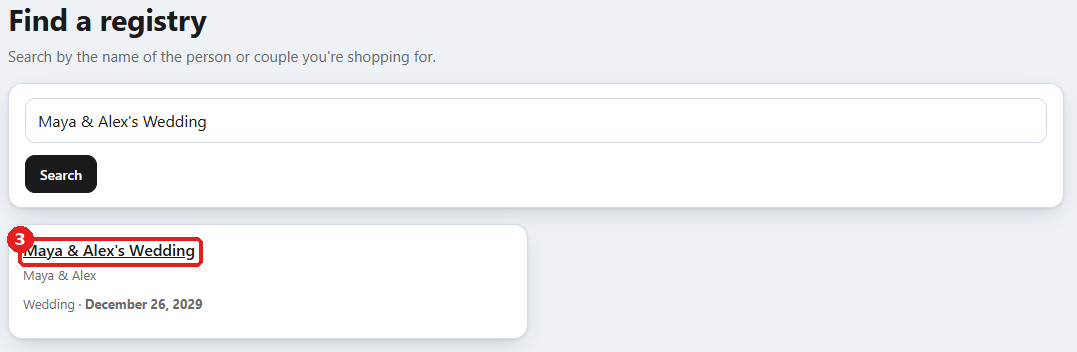 Find a registry
Search by the name of the person or couple you're shopping for.
Maya & Alex's Wedding
Search
3
Maya & Alex's Wedding
Maya & Alex
Wedding · December 26, 2029